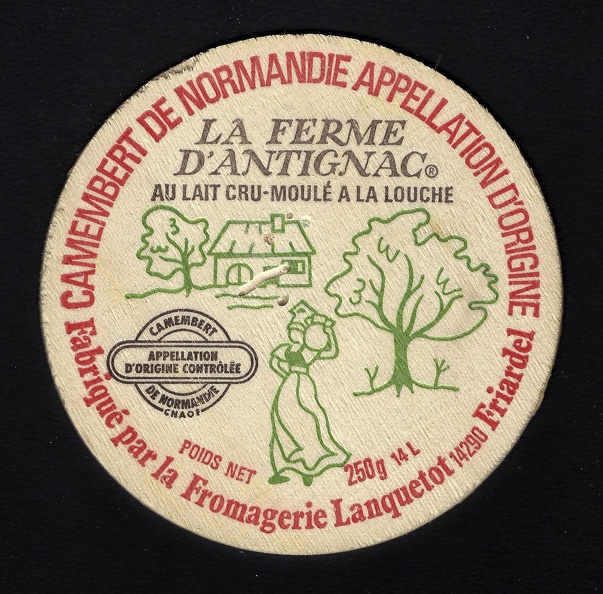 CAMEMBERT DE NORMANDIE APPELLATION D'ORIGINE
LA FERME
D'ANTIGNAC®
AU LAIT CRU-MOULÉ A LA LOUCHE
CAMEMBERT
APPELLATION
D'ORIGINE CONTRÔLÉE
DE NORMANDIE
CNAOF
POIDS NET 250g 14 L
Fabriqué par la Fromagerie Lanquetot 14290 Friardel